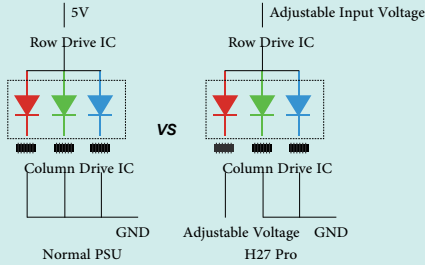 5V
Row Drive IC
Column Drive IC
GND
Normal PSU
VS
Adjustable Input Voltage
Row Drive IC
Column Drive IC
Adjustable Voltage
GND
H27 Pro